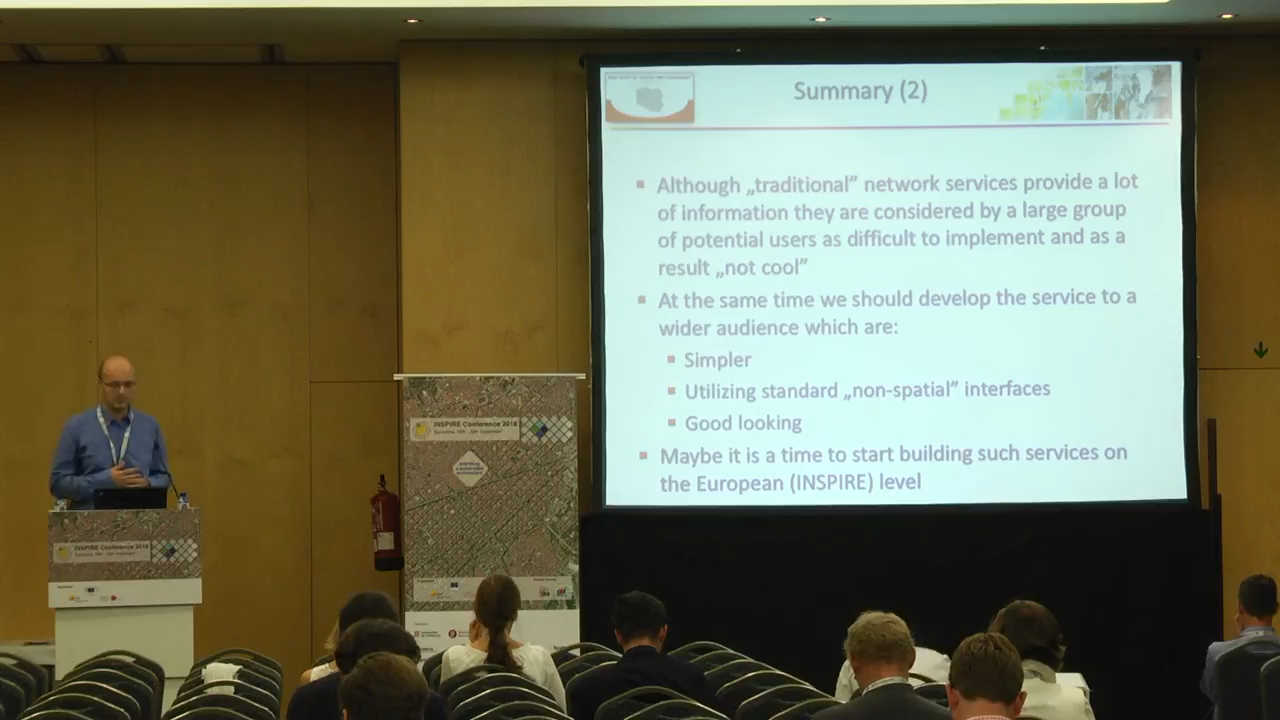 Summary (2)
Although „traditional” network services provide a lot
of information they are considered by a large group
of potential users as difficult to implement and as a
result „not cool”
At the same time we should develop the service to a
wider audience which are:
Simpler
Utilizing standard „non-spatial” interfaces
Good looking
Maybe it is a time to start building such services on
the European (INSPIRE) level
INSPIRE Conference 2018
INSPIRE Conference 2018